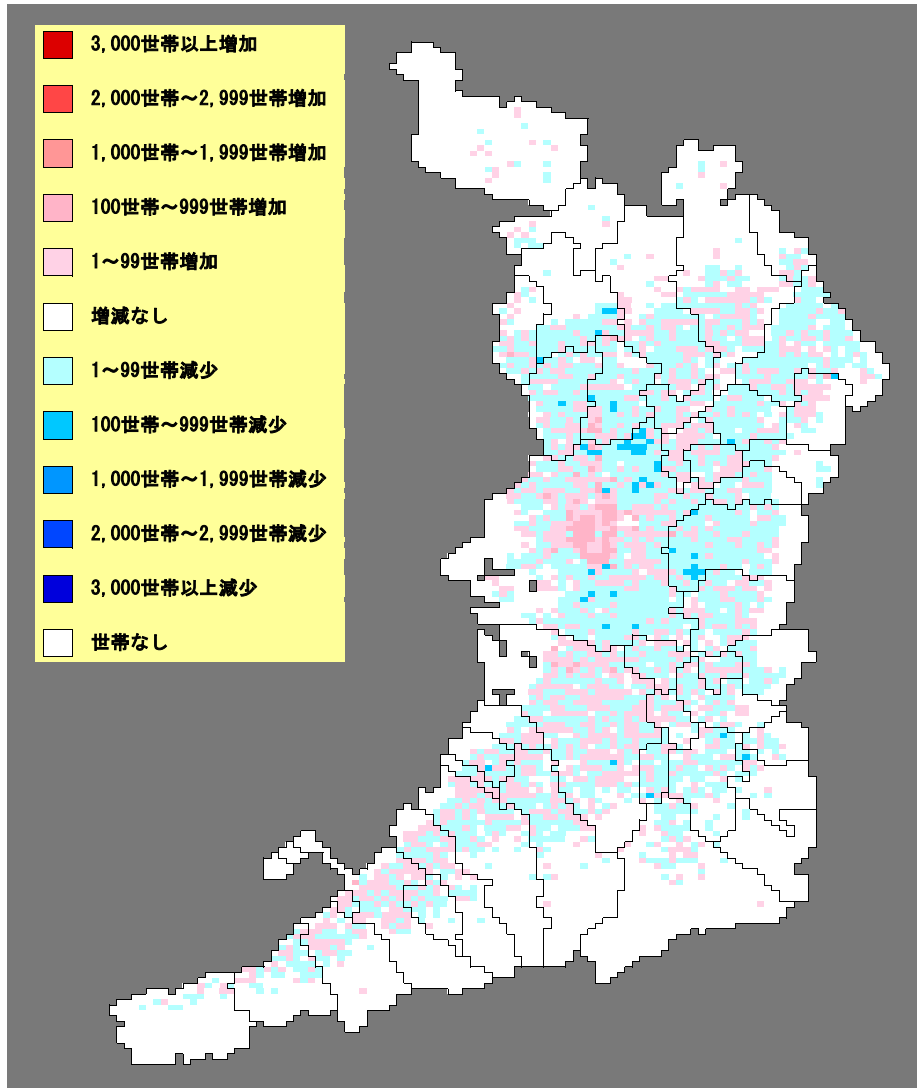 3,000世帯以上増加
2,000世帯～2,999世帯増加
1,000世帯～1,999世帯増加
100世帯～999世帯増加
1～99世帯増加
増減なし
1～99世帯減少
100世帯～999世帯減少
1,000世帯～1,999世帯減少
2,000世帯～2,999世帯減少
3,000世帯以上減少
世帯なし